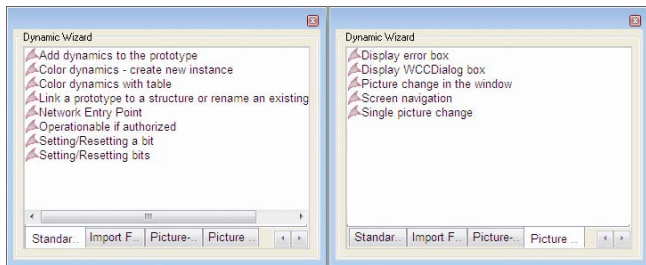 Dynamic Wizard
Add dynamics to the prototype
Color dynamics - create new instance
Color dynamics with table
Link a prototype to a structure or rename an existing
Network Entry Point
Operationable if authorized
Setting/Resetting a bit
Setting/Resetting bits
Standar.. Import F.. Picture-.. Picture ..
Dynamic Wizard
Display error box
Display WCCDialog box
Picture change in the window
Screen navigation
Single picture change
Standar.. Import F.. Picture-.. Picture ..